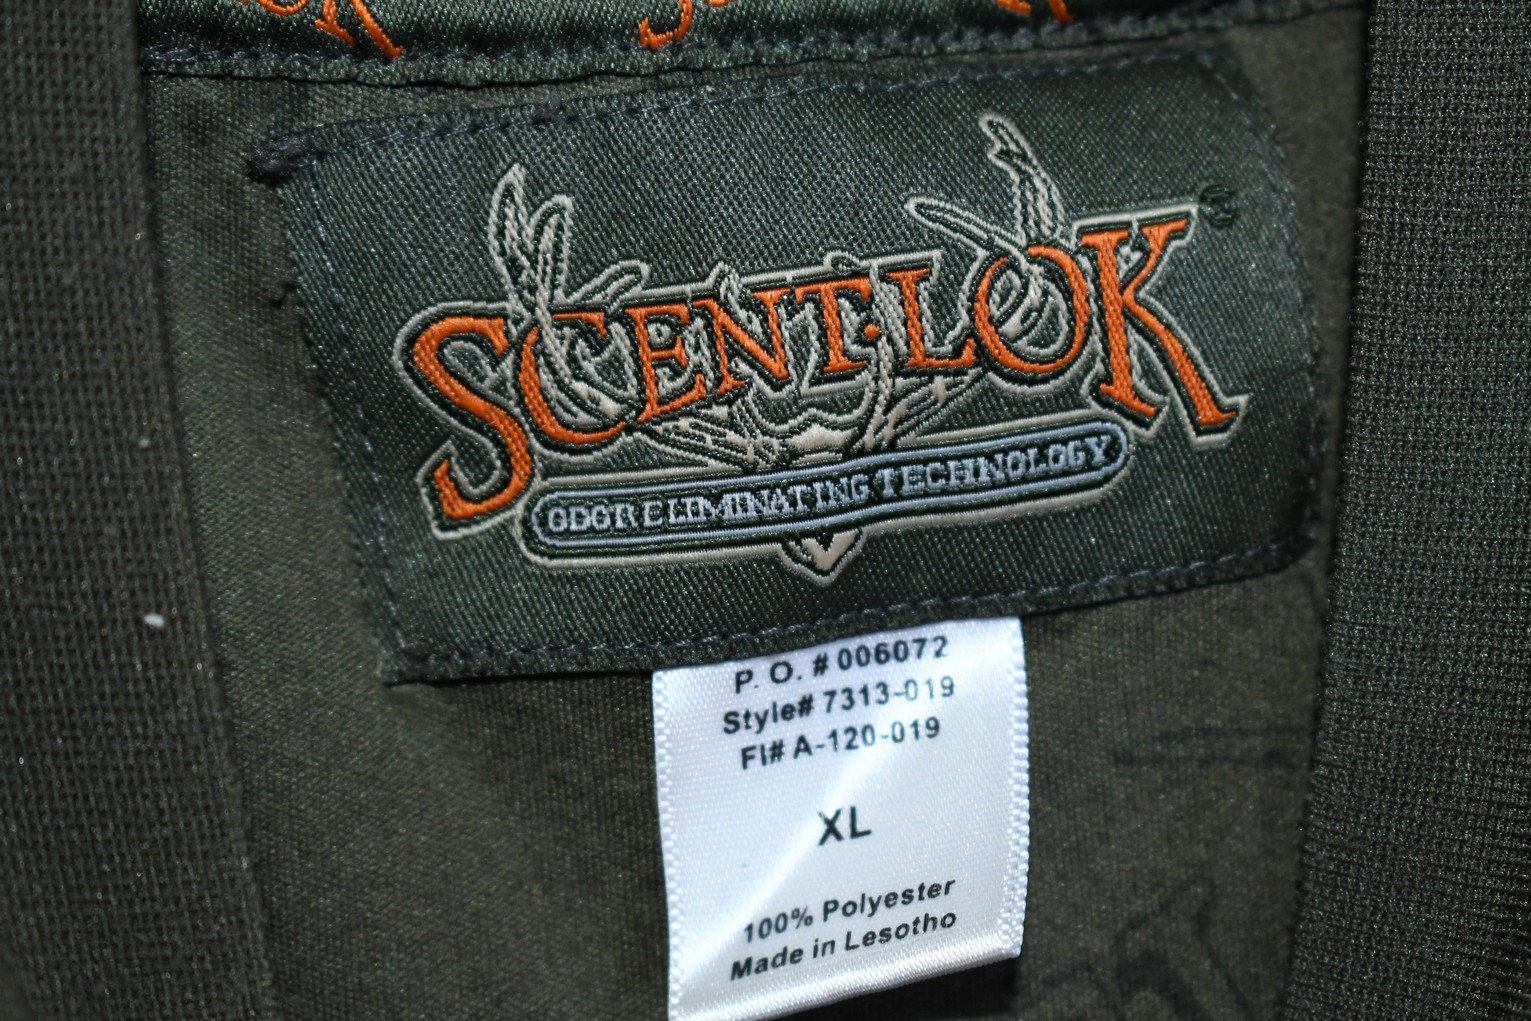 SCENT·LOK
ODOR ELIMINATING TECHNOLOGY
P. O. # 006072
Style# 7313-019
FI# A-120-019
XL
100% Polyester
Made in Lesotho